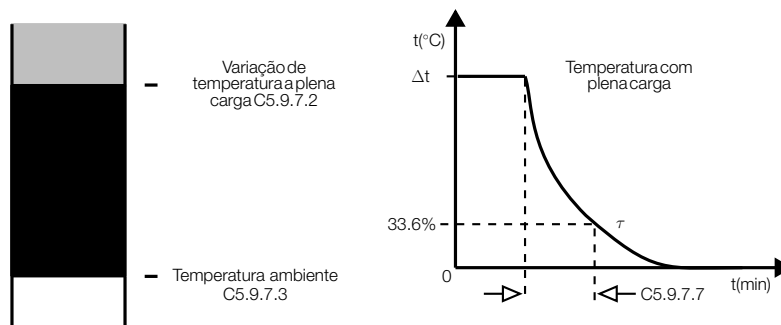 Variação de
temperatura a plena
carga C5.9.7.2
Temperatura ambiente
C5.9.7.3
t(°C)
Δt
Temperatura com
plena carga
33.6%
τ
0
t(min)
C5.9.7.7